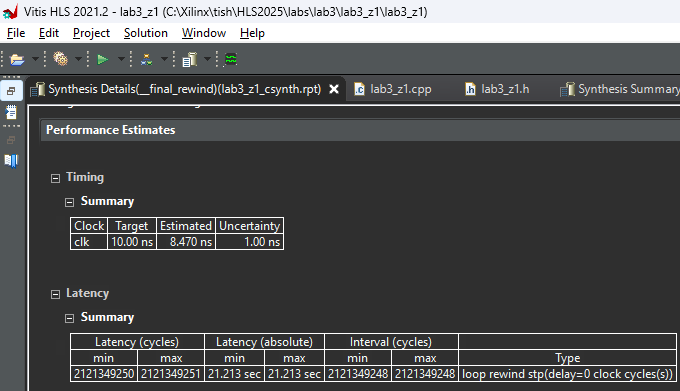 Vitis HLS 2021.2 - lab3_z1 (C:\Xilinx\tish\HLS2025\labs\lab3\lab3_z1\lab3_z1)
File Edit Project Solution Window Help
Synthesis Details(__final_rewind)(lab3_z1_csynth.rpt) lab3_z1.cpp lab3_z1.h Synthesis Summary
Performance Estimates
Timing
Summary
Clock Target Estimated Uncertainty
clk 10.00 ns 8.470 ns 1.00 ns
Latency
Summary
Latency (cycles) Latency (absolute) Interval (cycles)
min max min max min max Type
2121349250 2121349251 21.213 sec 21.213 sec 2121349248 2121349248 loop rewind stp(delay=0 clock cycles(s))